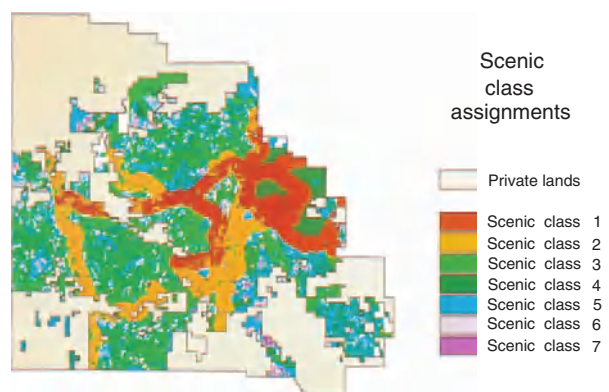 Scenic
class
assignments
Private lands
Scenic class 1
Scenic class 2
Scenic class 3
Scenic class 4
Scenic class 5
Scenic class 6
Scenic class 7